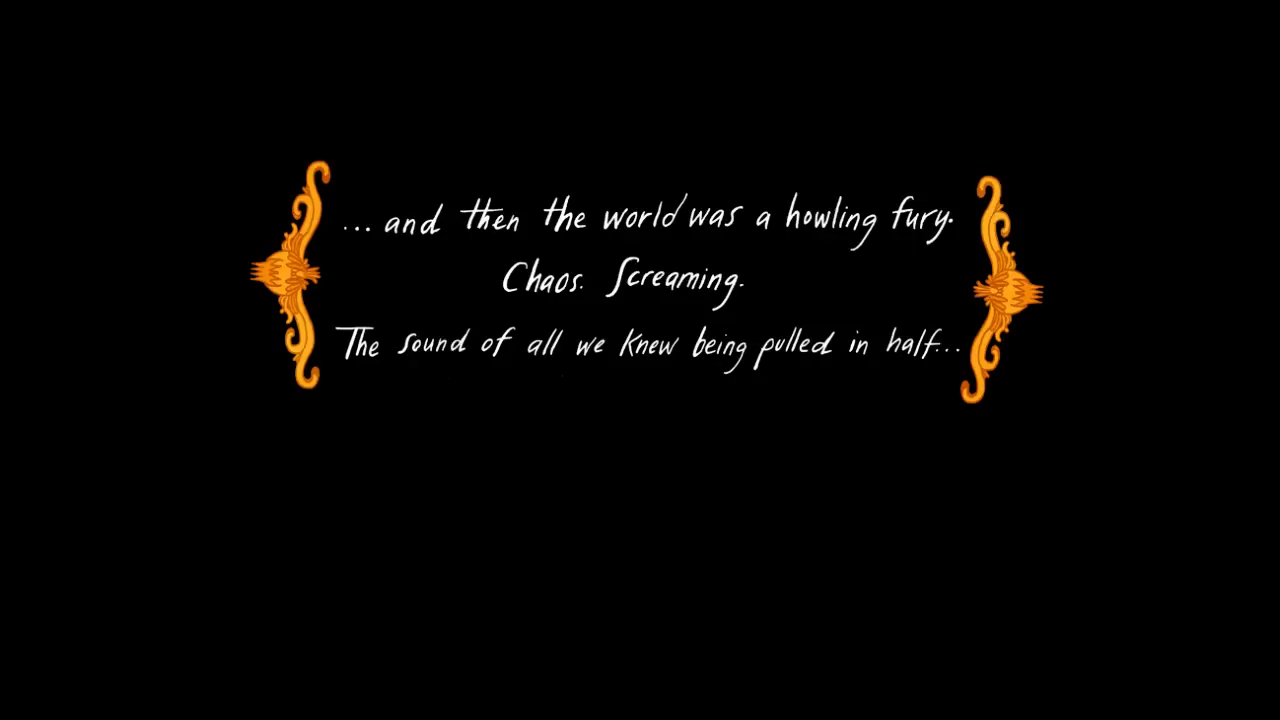 ...and then the world was a howling fury.
Chaos. Screaming.
The sound of all we knew being pulled in half...